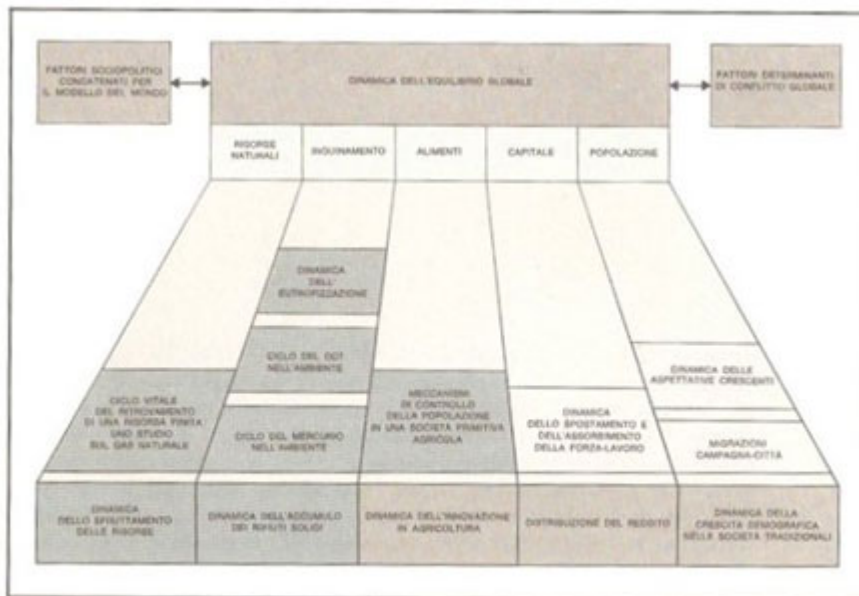 FATTORI SOCIOPOLITICI
CONCATENATI PER
IL MODELLO DEL MONDO
DINAMICA DELL'EQUILIBRIO GLOBALE
FATTORI DETERMINANTI
DI CONFLITTO GLOBALE
RISORSE
NATURALI
INQUINAMENTO
ALIMENTI
CAPITALE
POPOLAZIONE
DINAMICA
DELL'
EUTROFIZZAZIONE
CICLO DEL DDT
NELL'AMBIENTE
CICLO VITALE
DEL RITROVAMENTO
DI UNA RISORSA FINITA
UNO STUDIO
SUL GAS NATURALE
CICLO DEL MERCURIO
NELL'AMBIENTE
MECCANISMI
DI CONTROLLO
DELLA POPOLAZIONE
IN UNA SOCIETÀ PRIMITIVA
AGRICOLA
DINAMICA
DELLO SPOSTAMENTO E
DELL'ASSORBIMENTO
DELLA FORZA-LAVORO
DINAMICA DELLE
ASPETTATIVE CRESCENTI
MIGRAZIONI
CAMPAGNA-CITTÀ
DINAMICA
DELLO SFRUTTAMENTO
DELLE RISORSE
DINAMICA DELL'ACCUMULO
DEI RIFIUTI SOLIDI
DINAMICA DELL'INNOVAZIONE
IN AGRICOLTURA
DISTRIBUZIONE DEL REDDITO
DINAMICA DELLA
CRESCITA DEMOGRAFICA
NELLE SOCIETÀ TRADIZIONALI